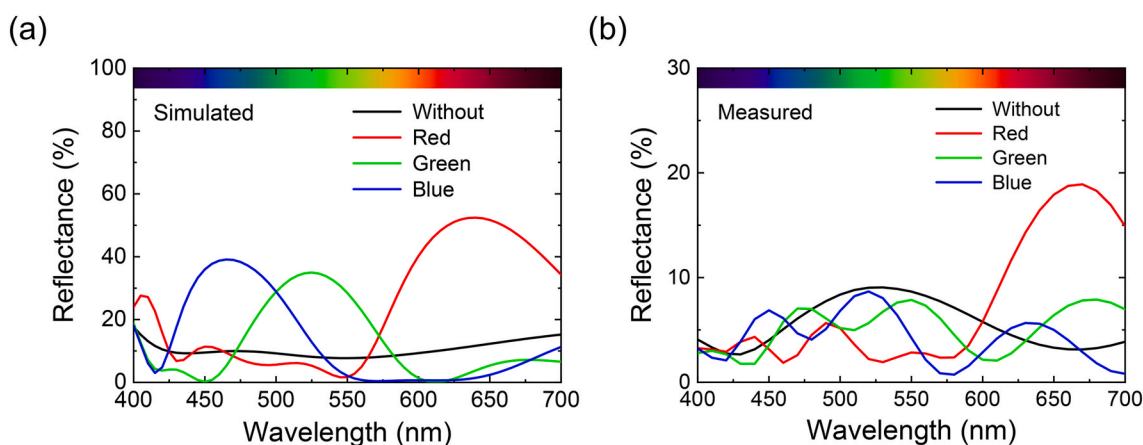 (a)
Reflectance (%)
100
80
60
40
20
0
Simulated
Without
Red
Green
Blue
400 450 500 550 600 650 700
Wavelength (nm)
(b)
Reflectance (%)
30
20
10
0
Measured
Without
Red
Green
Blue
400 450 500 550 600 650 700
Wavelength (nm)